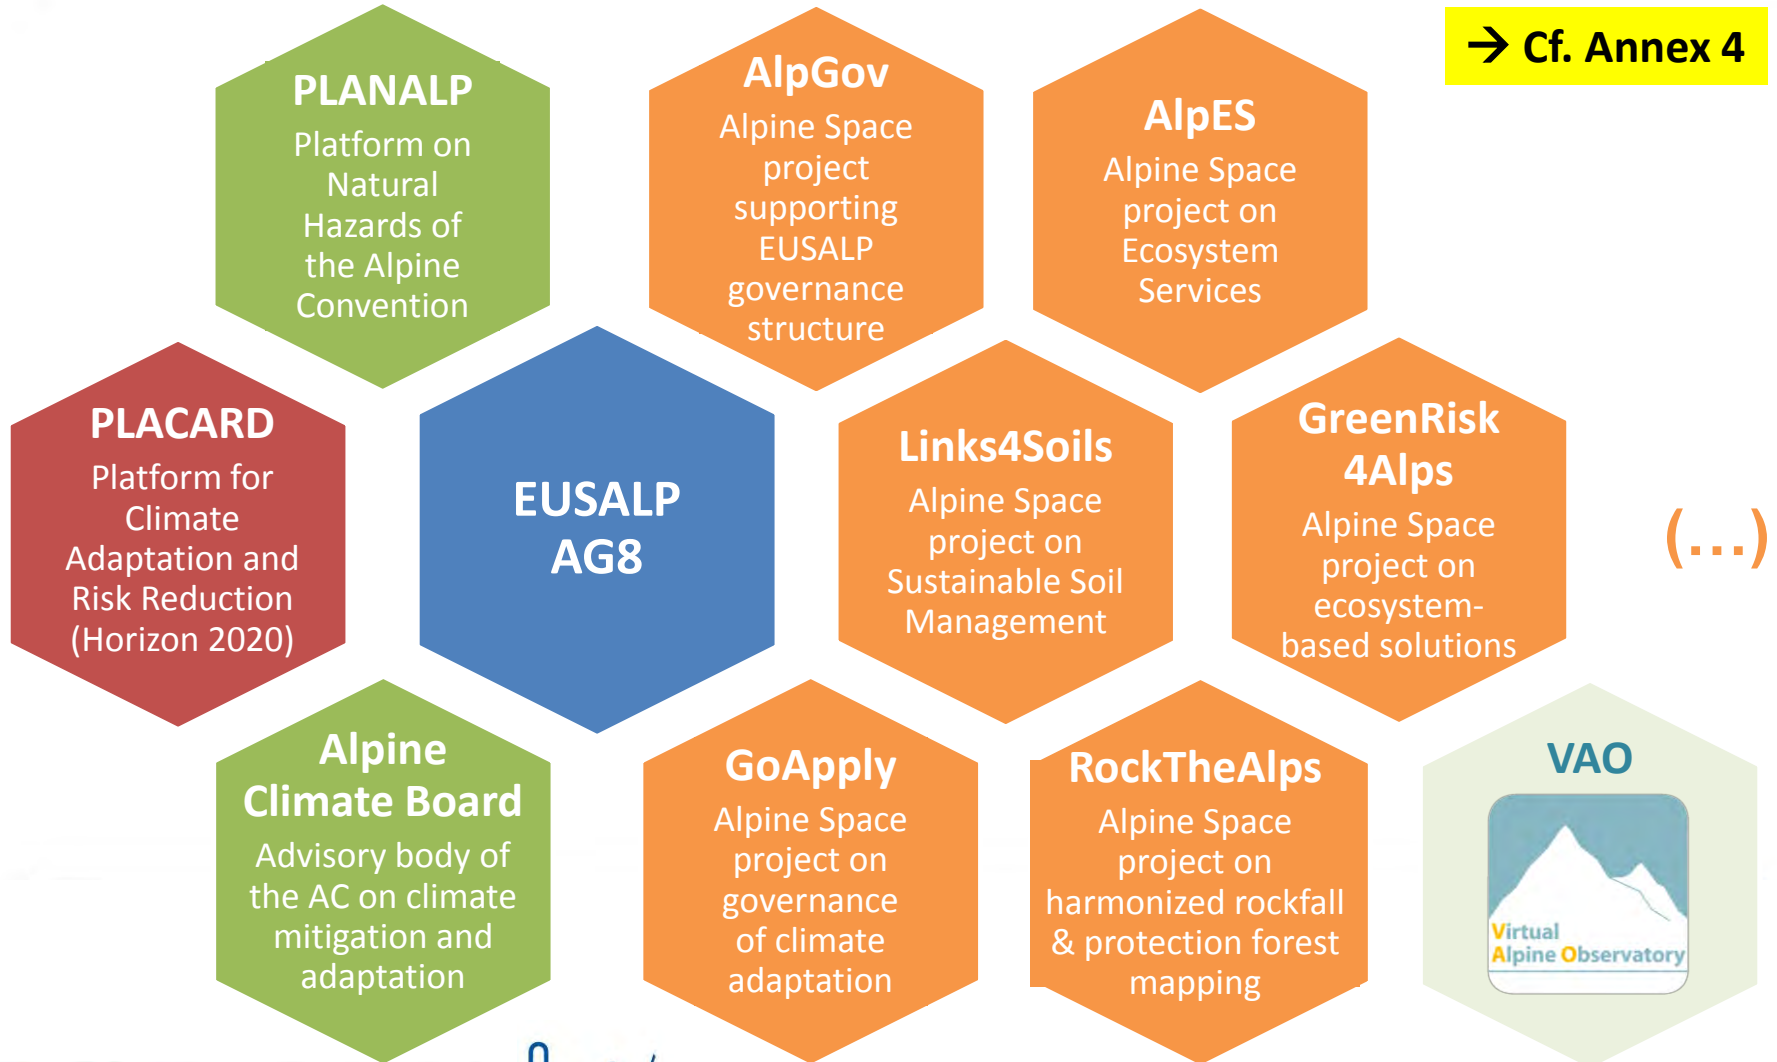 → Cf. Annex 4
PLANALP
Platform on
Natural
Hazards of
the Alpine
Convention
AlpGov
Alpine Space
project
supporting
EUSALP
governance
structure
AlpES
Alpine Space
project on
Ecosystem
Services
PLACARD
Platform for
Climate
Adaptation and
Risk Reduction
(Horizon 2020)
EUSALP
AG8
Links4Soils
Alpine Space
project on
Sustainable Soil
Management
GreenRisk
4Alps
Alpine Space
project on
ecosystem-
based solutions
(...)
Alpine
Climate Board
Advisory body of
the AC on climate
mitigation and
adaptation
GoApply
Alpine Space
project on
governance
of climate
adaptation
RockTheAlps
Alpine Space
project on
harmonized rockfall
& protection forest
mapping
VAO
Virtual
Alpine Observatory